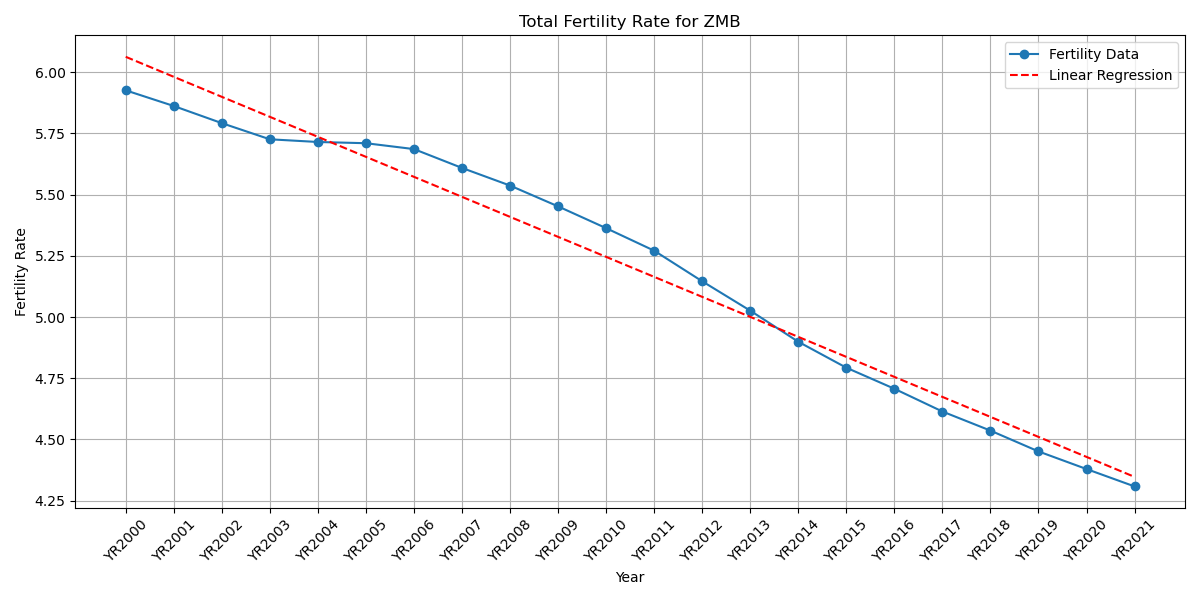 Total Fertility Rate for ZMB
Fertility Data
Linear Regression
Fertility Rate
6.00
5.75
5.50
5.25
5.00
4.75
4.50
4.25
YR2000
YR2001
YR2002
YR2003
YR2004
YR2005
YR2006
YR2007
YR2008
YR2009
YR2010
YR2011
YR2012
YR2013
YR2014
YR2015
YR2016
YR2017
YR2018
YR2019
YR2020
YR2021
Year